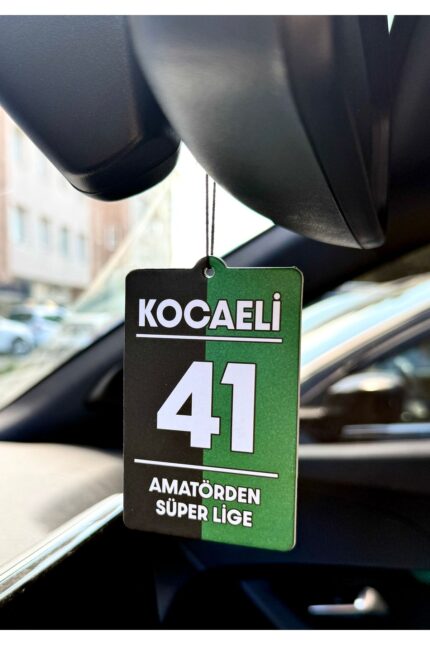 KOCAELİ
41
AMATÖRDEN
SÜPER LİGE